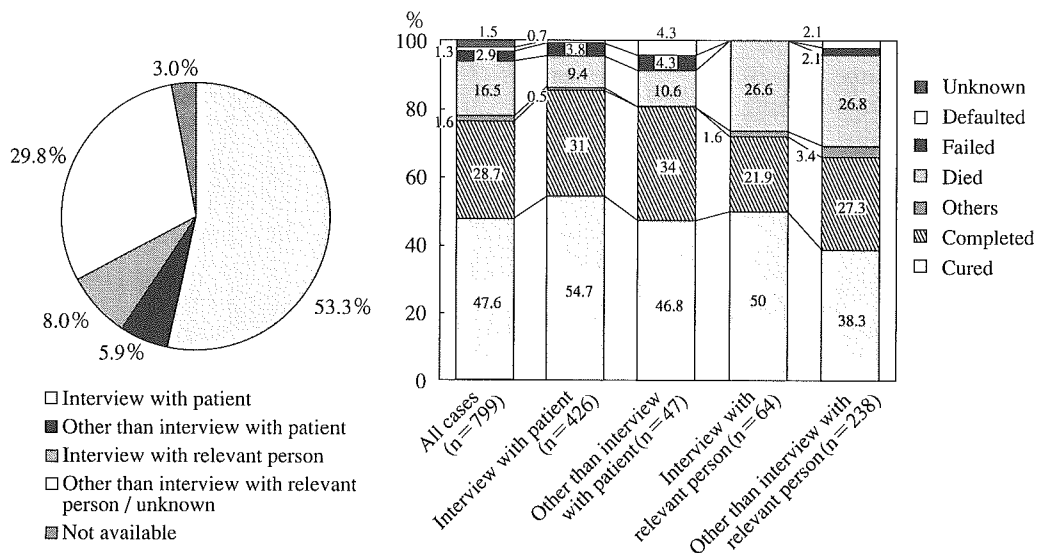 3.0%
29.8%
8.0%
5.9%
53.3%
Interview with patient
Other than interview with patient
Interview with relevant person
Other than interview with relevant
person / unknown
Not available
%
100
80
60
40
20
0
1.5
1.3
2.9
16.5
1.6
28.7
47.6
0.7
3.8
9.4
0.5
31
54.7
4.3
4.3
10.6
34
46.8
26.6
1.6
21.9
50
2.1
2.1
26.8
3.4
27.3
38.3
All cases
(n=799)
Interview with patient
(n=426)
Other than interview
with patient(n=47)
Interview with
relevant person(n=64)
Other than interview with
relevant person(n=238)
Unknown
Defaulted
Failed
Died
Others
Completed
Cured